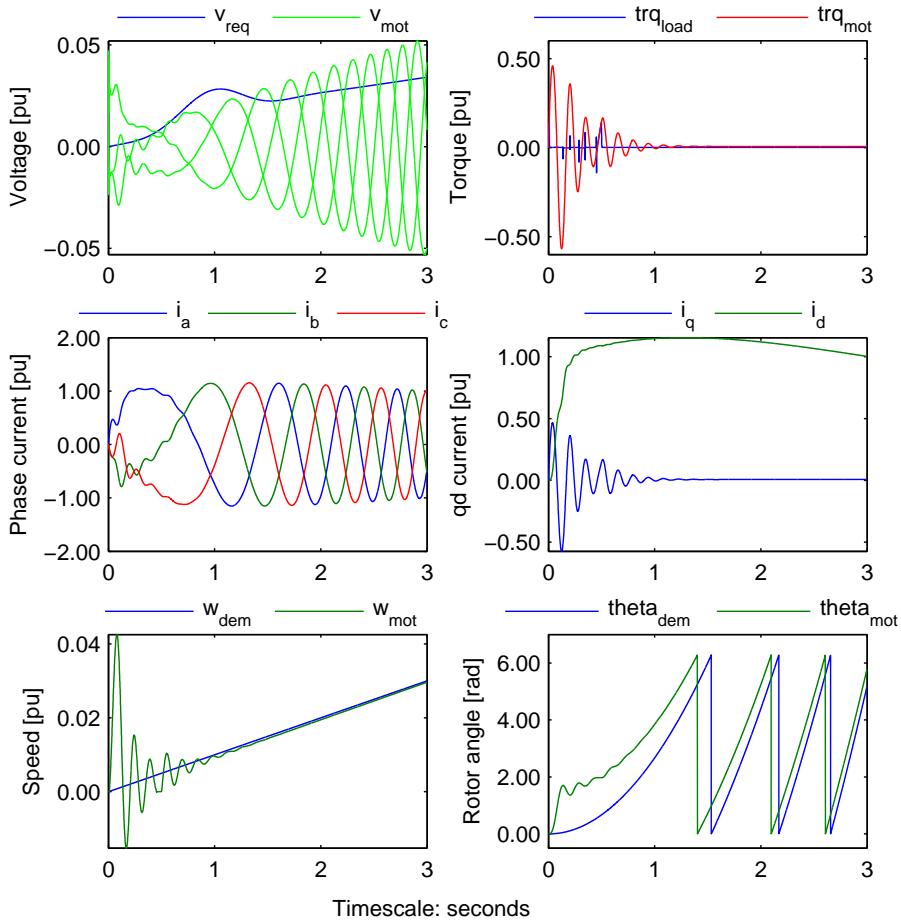 v_req v_mot
0.05
0.00
−0.05
Voltage [pu]
0 1 2 3
trq_load trq_mot
0.50
0.00
−0.50
Torque [pu]
0 1 2 3
i_a i_b i_c
2.00
1.00
0.00
−1.00
−2.00
Phase current [pu]
0 1 2 3
i_q i_d
1.00
0.50
0.00
−0.50
qd current [pu]
0 1 2 3
w_dem w_mot
0.04
0.02
0.00
Speed [pu]
0 1 2 3
theta_dem theta_mot
6.00
4.00
2.00
0.00
Rotor angle [rad]
0 1 2 3
Timescale: seconds